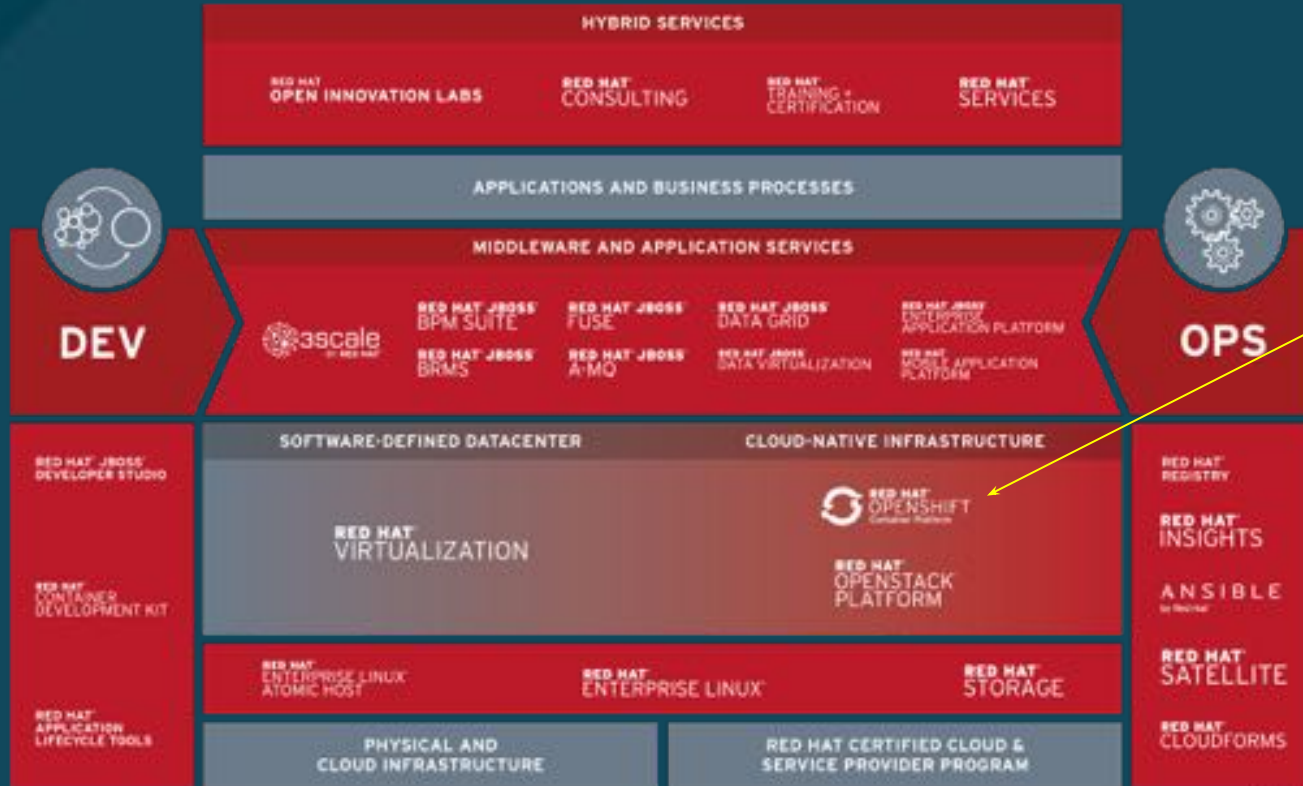 HYBRID SERVICES
RED HAT
OPEN INNOVATION LABS
RED HAT
CONSULTING
RED HAT
TRAINING +
CERTIFICATION
RED HAT
SERVICES
APPLICATIONS AND BUSINESS PROCESSES
DEV
MIDDLEWARE AND APPLICATION SERVICES
3scale
BY RED HAT
RED HAT JBOSS
BPM SUITE
RED HAT JBOSS
BRMS
RED HAT JBOSS
FUSE
RED HAT JBOSS
A-MQ
RED HAT JBOSS
DATA GRID
RED HAT JBOSS
DATA VIRTUALIZATION
RED HAT JBOSS
ENTERPRISE
APPLICATION PLATFORM
RED HAT
MOBILE APPLICATION
PLATFORM
OPS
RED HAT JBOSS
DEVELOPER STUDIO
RED HAT
CONTAINER
DEVELOPMENT KIT
RED HAT
APPLICATION
LIFECYCLE TOOLS
SOFTWARE-DEFINED DATACENTER
CLOUD-NATIVE INFRASTRUCTURE
RED HAT
VIRTUALIZATION
RED HAT
OPENSHIFT
Container Platform
RED HAT
OPENSTACK
PLATFORM
RED HAT
ENTERPRISE LINUX
ATOMIC HOST
RED HAT
ENTERPRISE LINUX
RED HAT
STORAGE
PHYSICAL AND
CLOUD INFRASTRUCTURE
RED HAT CERTIFIED CLOUD &
SERVICE PROVIDER PROGRAM
RED HAT
REGISTRY
RED HAT
INSIGHTS
ANSIBLE
by Red Hat
RED HAT
SATELLITE
RED HAT
CLOUDFORMS